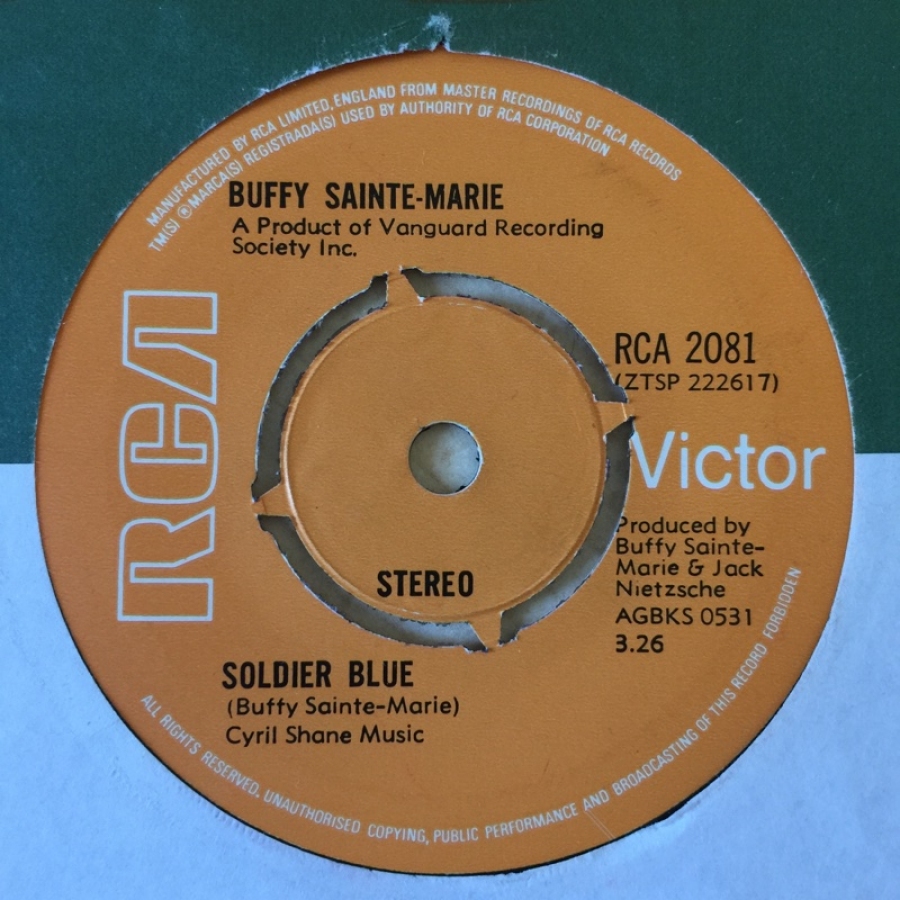 MANUFACTURED BY RCA LIMITED, ENGLAND FROM MASTER RECORDINGS OF RCA RECORDS
TM(S) ® MARCA(S) REGISTRADA(S) USED BY AUTHORITY OF RCA CORPORATION
BUFFY SAINTE-MARIE
A Product of Vanguard Recording
Society Inc.
RCA
RCA 2081
(ZTSP 222617)
Victor
Produced by
Buffy Sainte-
Marie & Jack
Nietzsche
AGBKS 0531
3.26
STEREO
SOLDIER BLUE
(Buffy Sainte-Marie)
Cyril Shane Music
ALL RIGHTS RESERVED. UNAUTHORISED COPYING, PUBLIC PERFORMANCE AND BROADCASTING OF THIS RECORD FORBIDDEN